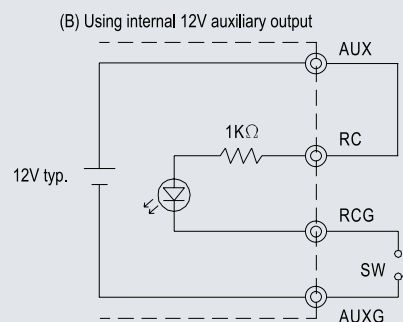 (B) Using internal 12V auxiliary output
AUX
1KΩ
RC
12V typ.
RCG
SW
AUXG